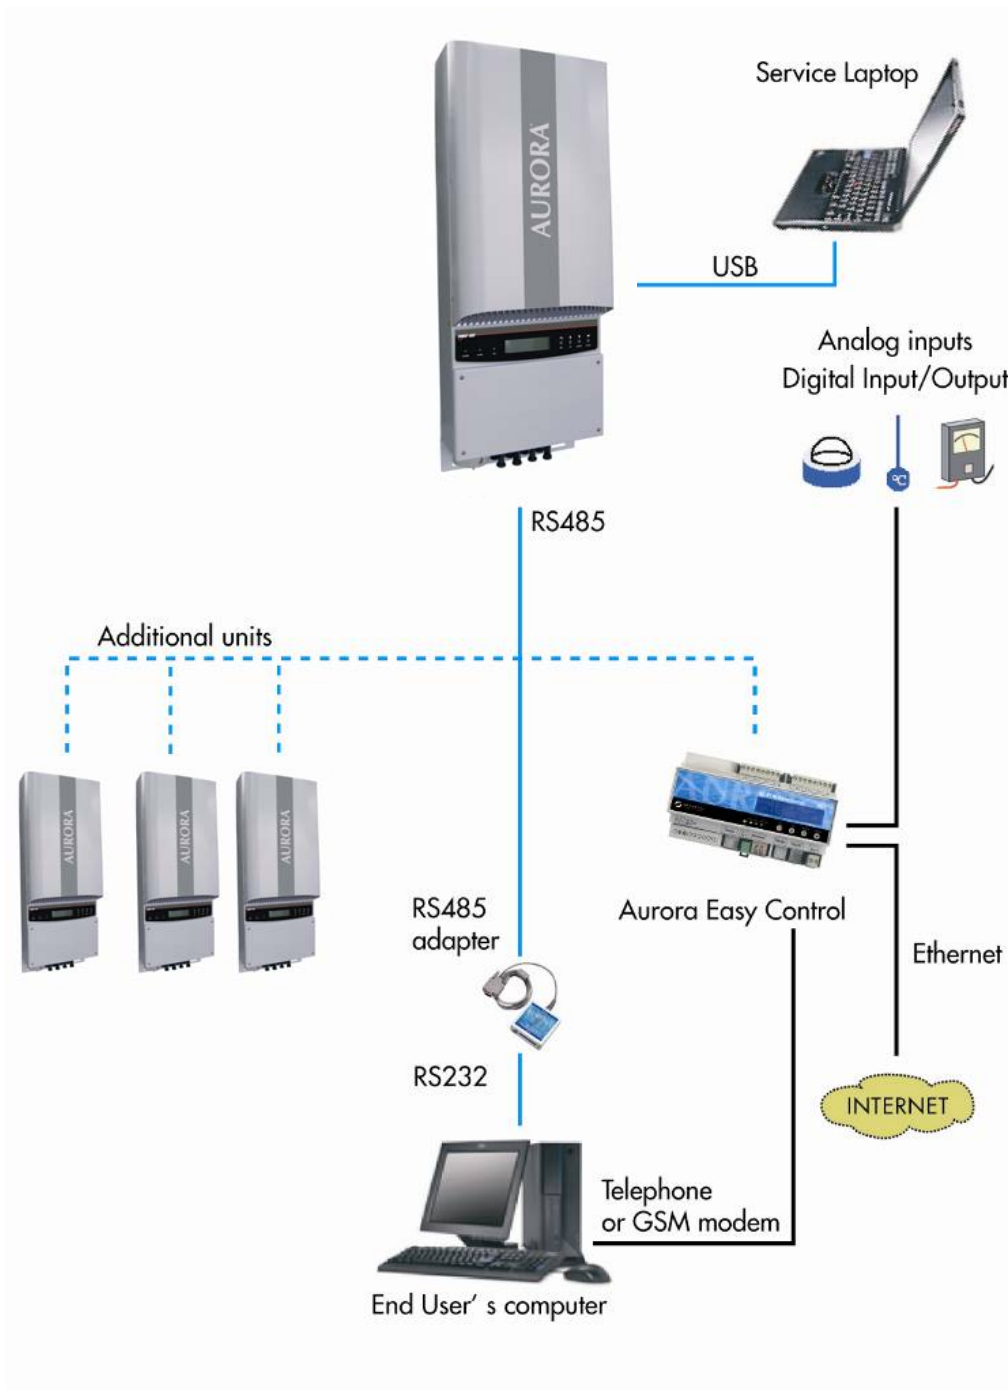 Service Laptop
AURORA
USB
Analog inputs
Digital Input/Output
°C
RS485
Additional units
AURORA
AURORA
AURORA
RS485
adapter
Aurora Easy Control
Ethernet
RS232
INTERNET
Telephone
or GSM modem
End User' s computer